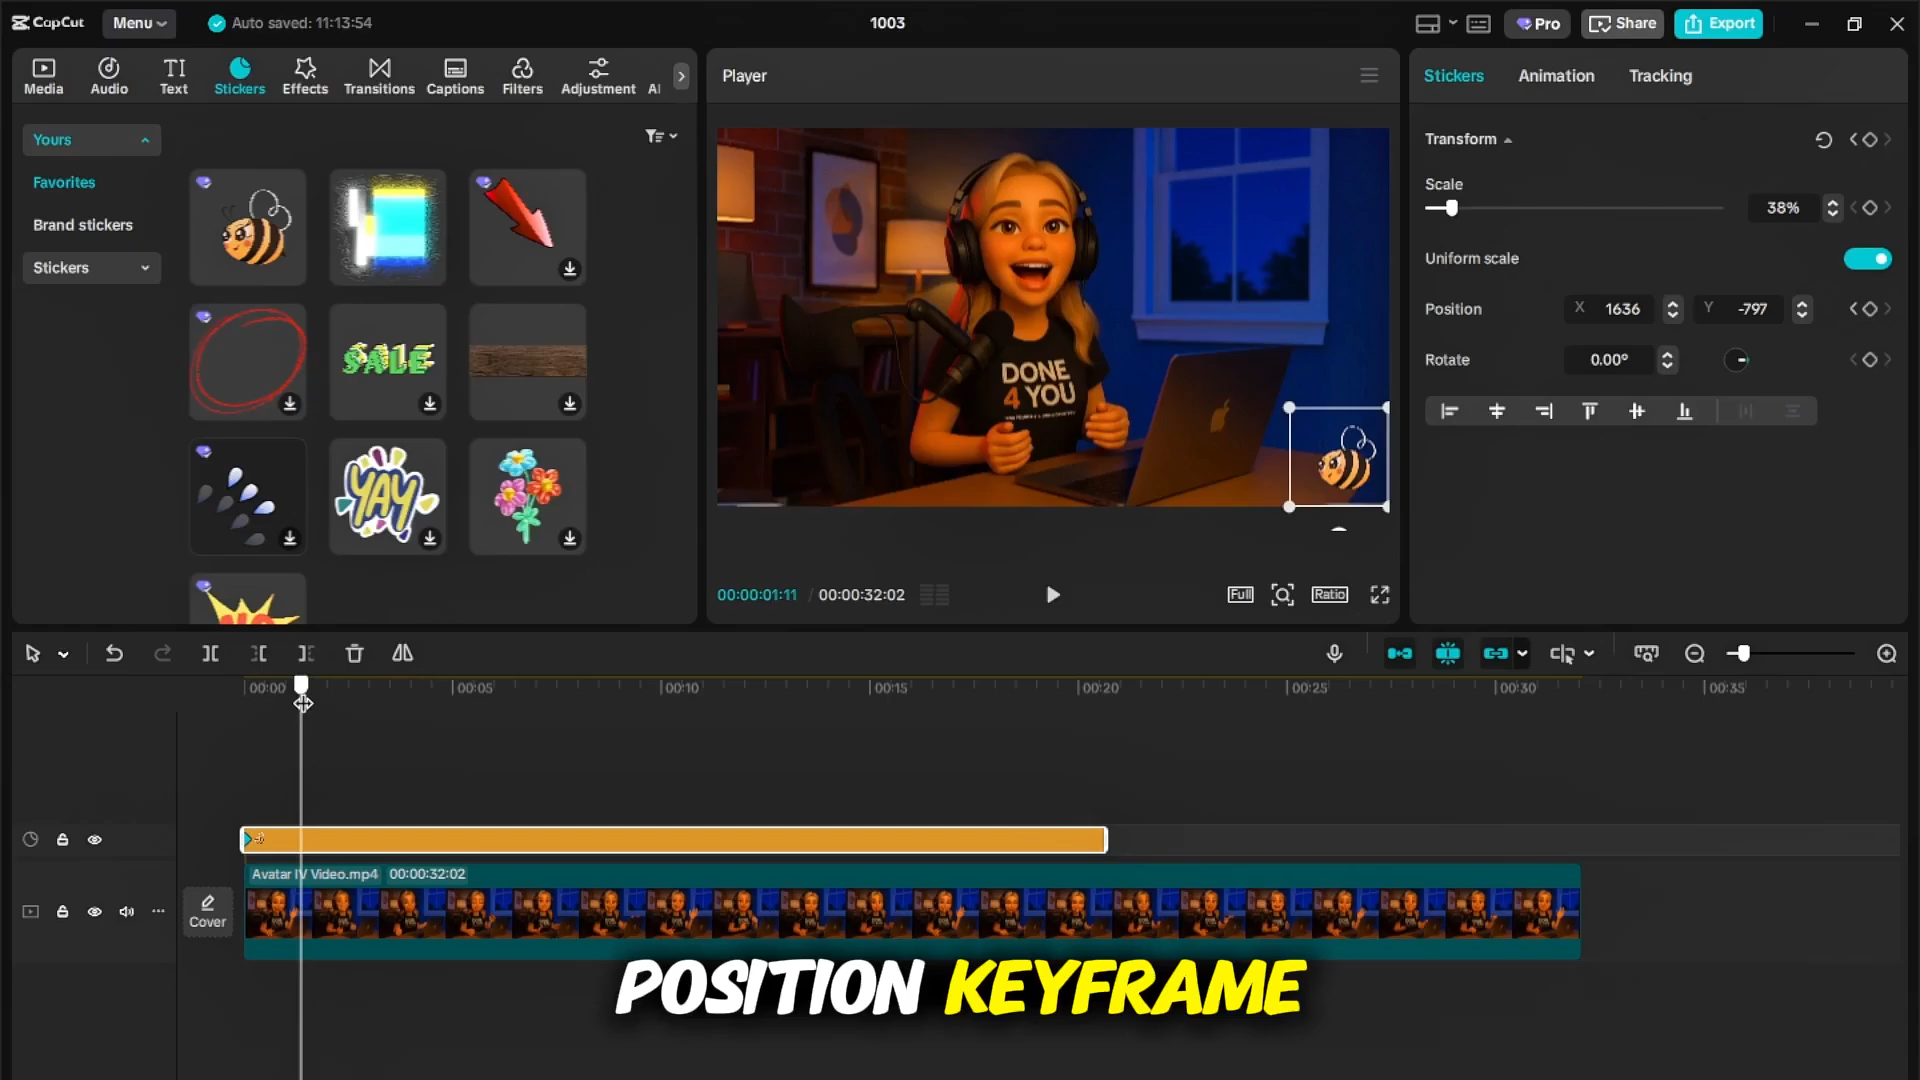 CapCut
Menu
Auto saved: 11:13:54
1003
Pro
Share
Export
Media
Audio
Text
Stickers
Effects
Transitions
Captions
Filters
Adjustment
AI
Player
Stickers
Animation
Tracking
Yours
Favorites
Brand stickers
Stickers
SALE
YAY
Transform
Scale
38%
Uniform scale
Position
X 1636
Y -797
Rotate
0.00°
DONE
4 YOU
00:00:01:11 / 00:00:32:02
Full
Ratio
00:00
00:05
00:10
00:15
00:20
00:25
00:30
00:35
Cover
Avatar IV Video.mp4 00:00:32:02
POSITION KEYFRAME